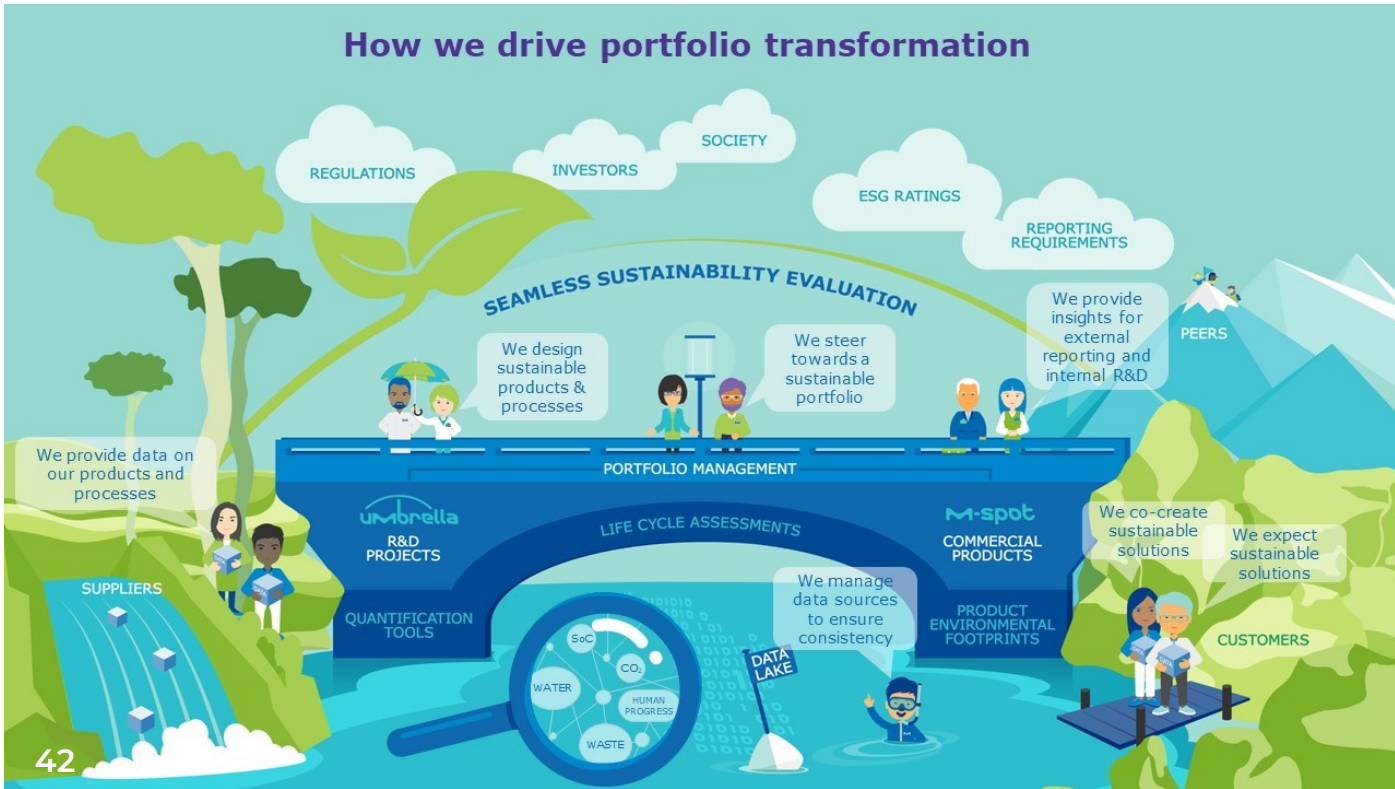 How we drive portfolio transformation
SOCIETY
REGULATIONS
INVESTORS
ESG RATINGS
REPORTING
REQUIREMENTS
SEAMLESS SUSTAINABILITY EVALUATION
We provide
insights for
external
reporting and
internal R&D
PEERS
We design
sustainable
products &
processes
We steer
towards a
sustainable
portfolio
We provide data on
our products and
processes
PORTFOLIO MANAGEMENT
umbrella
R&D
PROJECTS
LIFE CYCLE ASSESSMENTS
M-spot
COMMERCIAL
PRODUCTS
We co-create
sustainable
solutions
We expect
sustainable
solutions
SUPPLIERS
DATA
DATA
QUANTIFICATION
TOOLS
We manage
data sources
to ensure
consistency
PRODUCT
ENVIRONMENTAL
FOOTPRINTS
CUSTOMERS
DATA
DATA
SoC
CO₂
WATER
HUMAN
PROGRESS
WASTE
DATA
LAKE
42